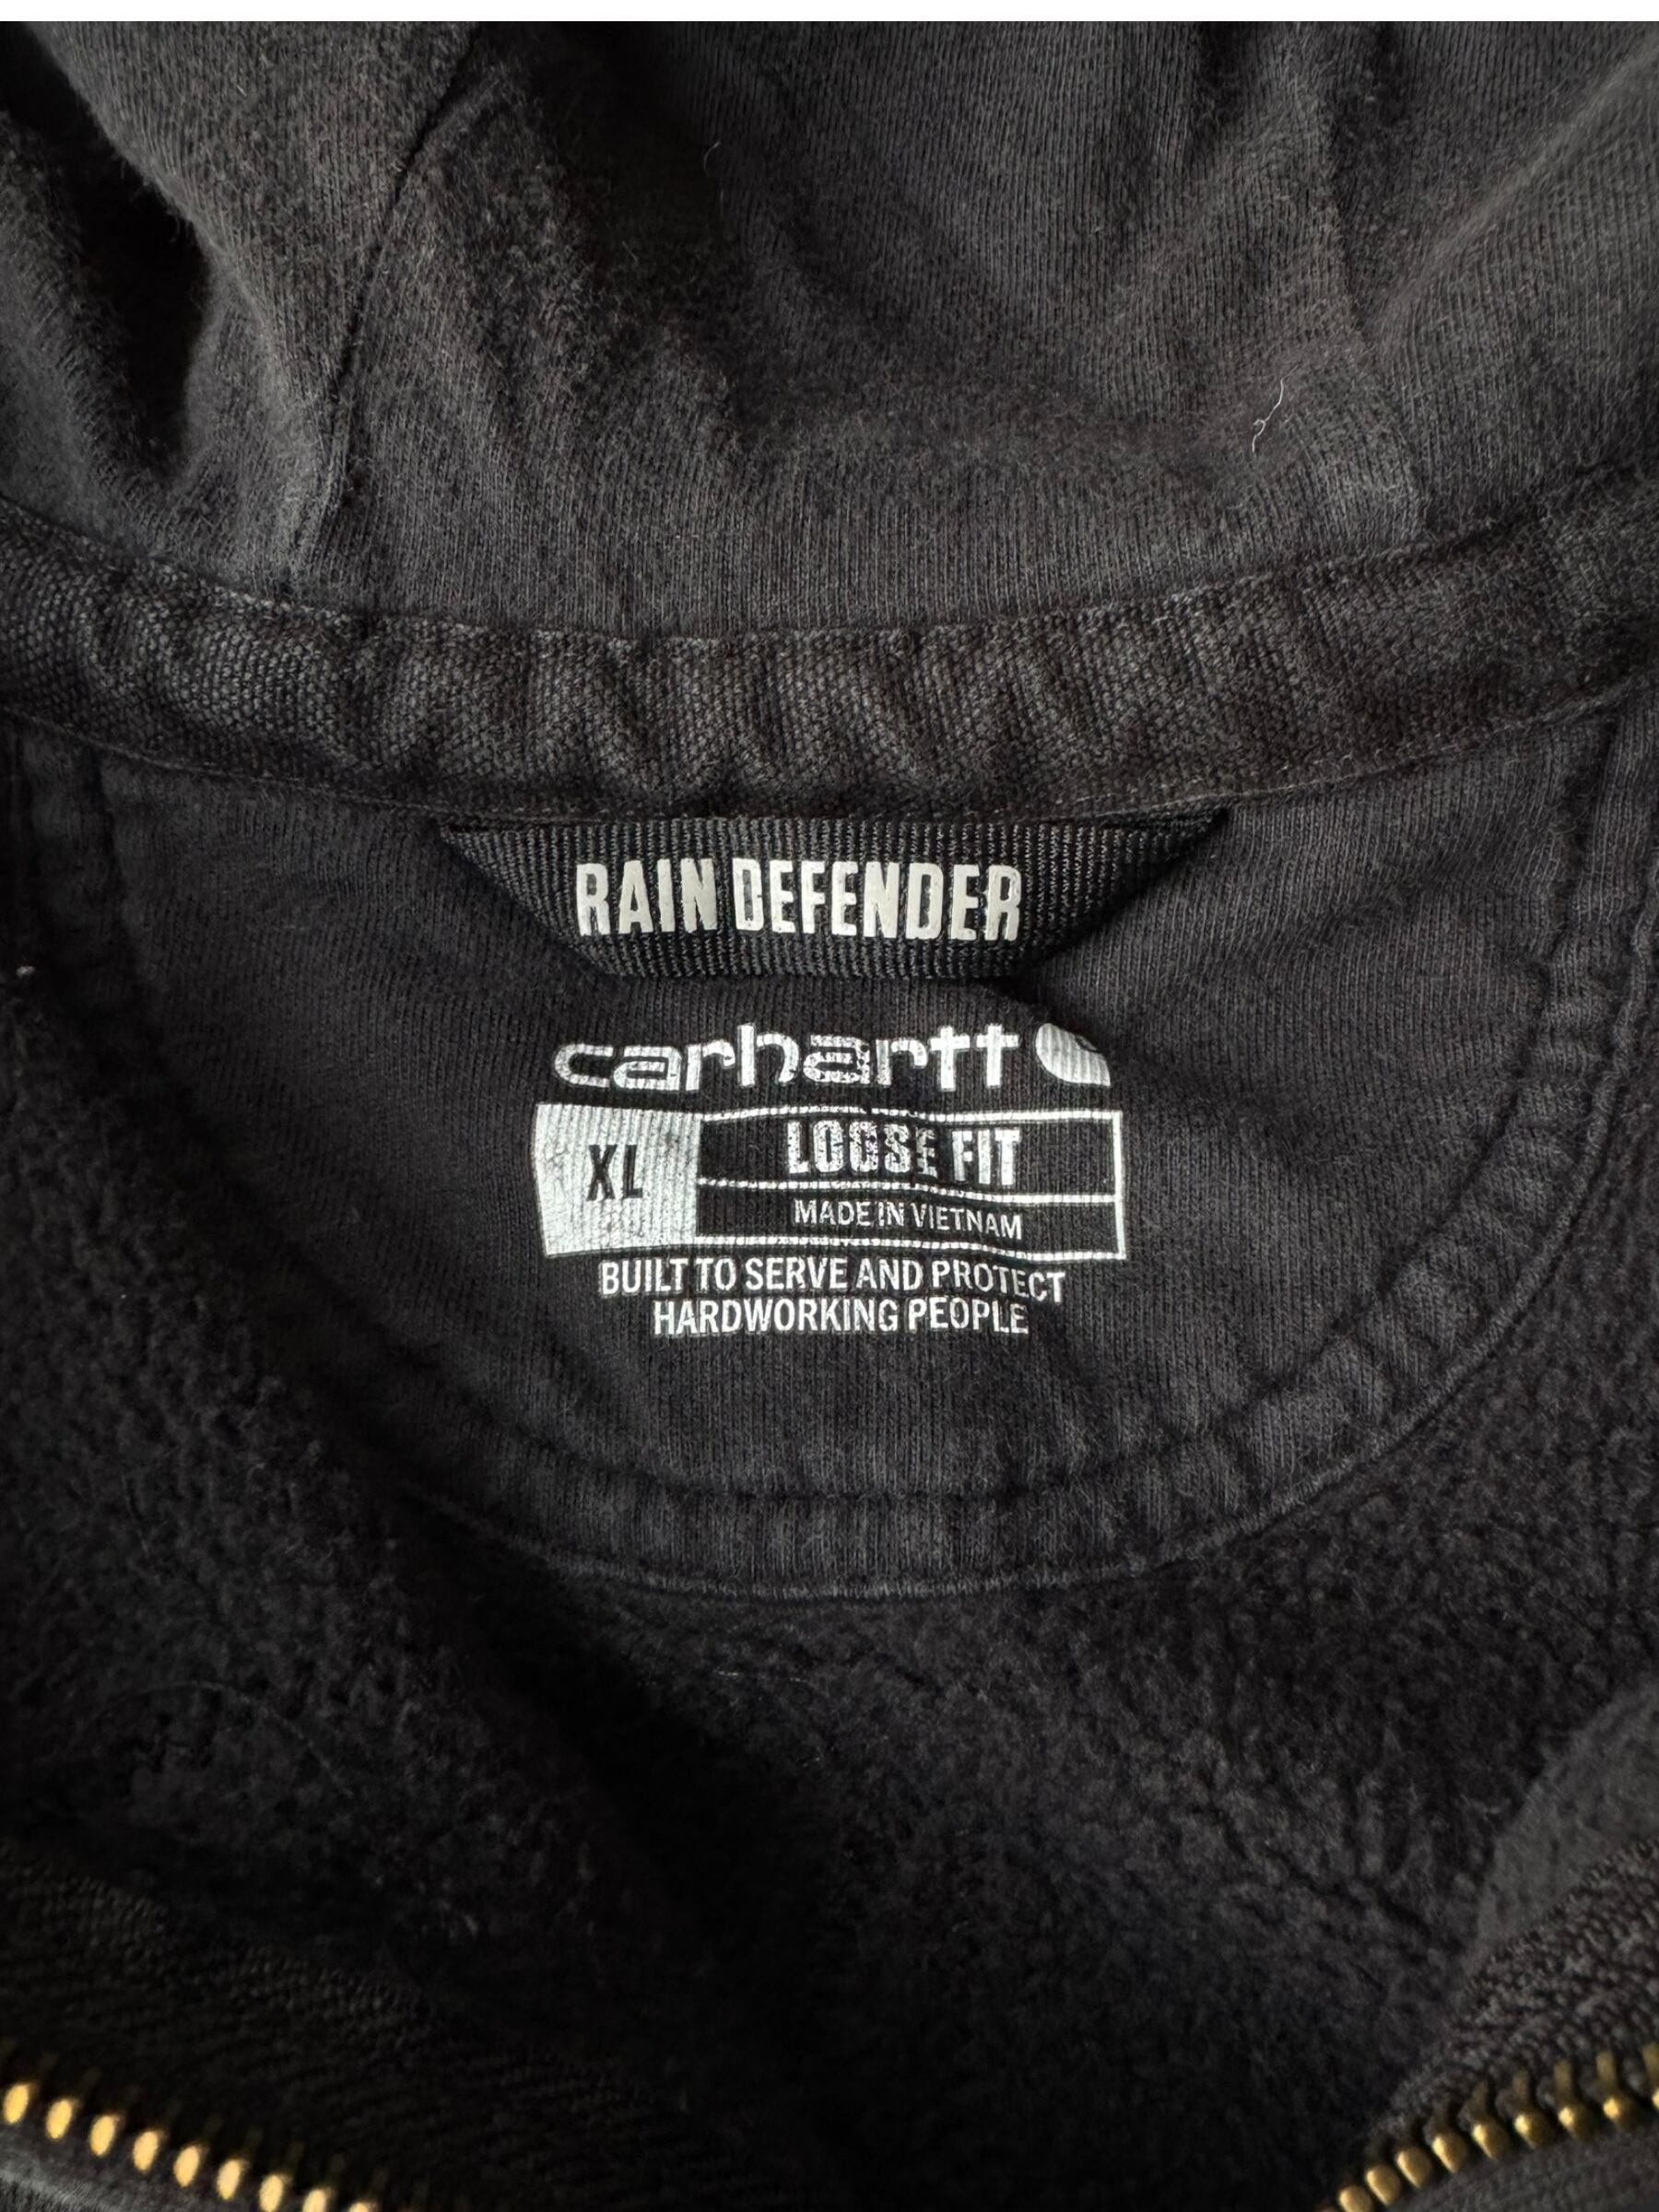 RAIN DEFENDER
carhartt
XL
LOOSE FIT
MADE IN VIETNAM
BUILT TO SERVE AND PROTECT
HARDWORKING PEOPLE